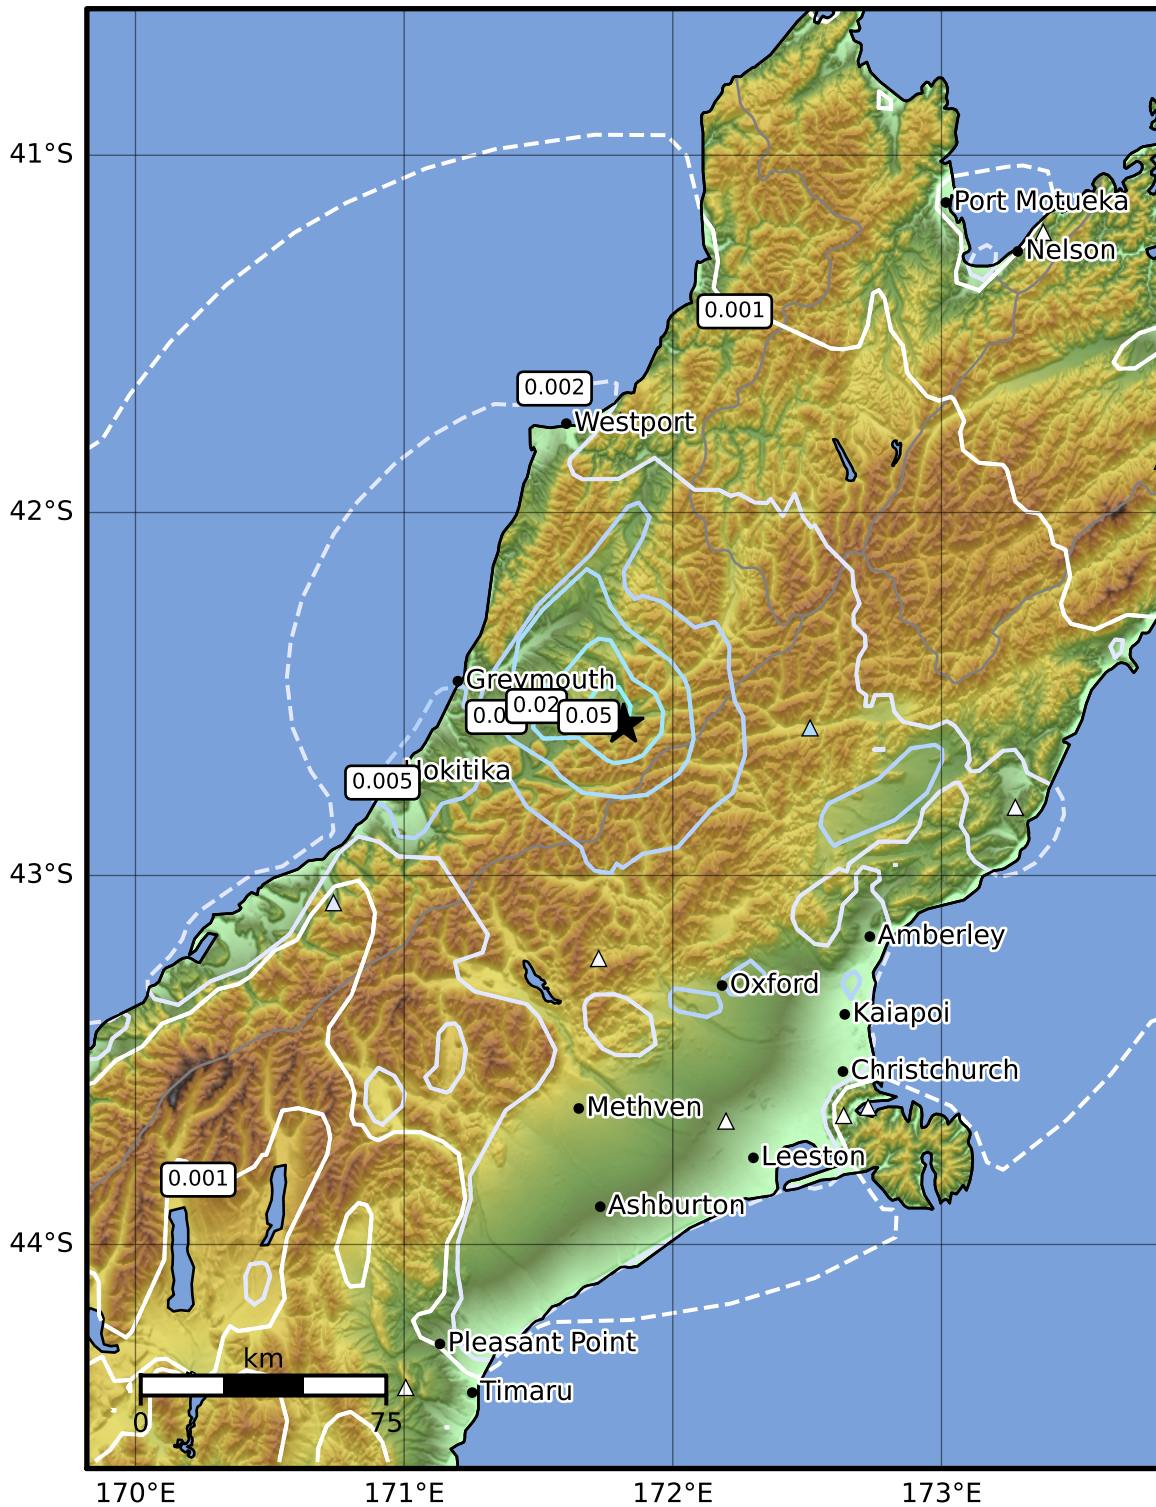 41°S
Port Motueka
Nelson
0.001
0.002
Westport
42°S
Greymouth
0.02
0.05
Hokitika
0.005
43°S
Amberley
Oxford
Kaiapoi
Christchurch
Methven
Leeston
0.001
Ashburton
44°S
Pleasant Point
km
Timaru
0
75
170°E
171°E
172°E
173°E